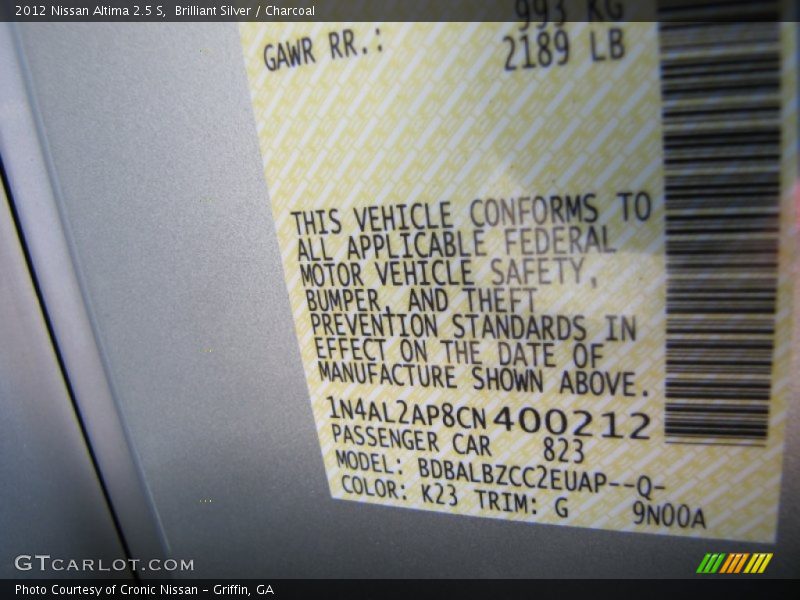 2012 Nissan Altima 2.5 S, Brilliant Silver / Charcoal
993 KG
GAWR RR.: 2189 LB
THIS VEHICLE CONFORMS TO
ALL APPLICABLE FEDERAL
MOTOR VEHICLE SAFETY,
BUMPER, AND THEFT
PREVENTION STANDARDS IN
EFFECT ON THE DATE OF
MANUFACTURE SHOWN ABOVE.
1N4AL2AP8CN400212
PASSENGER CAR 823
MODEL: BDBALBZCC2EUAP--Q-
COLOR: K23 TRIM: G 9N00A
GTCARLOT.COM
Photo Courtesy of Cronic Nissan - Griffin, GA